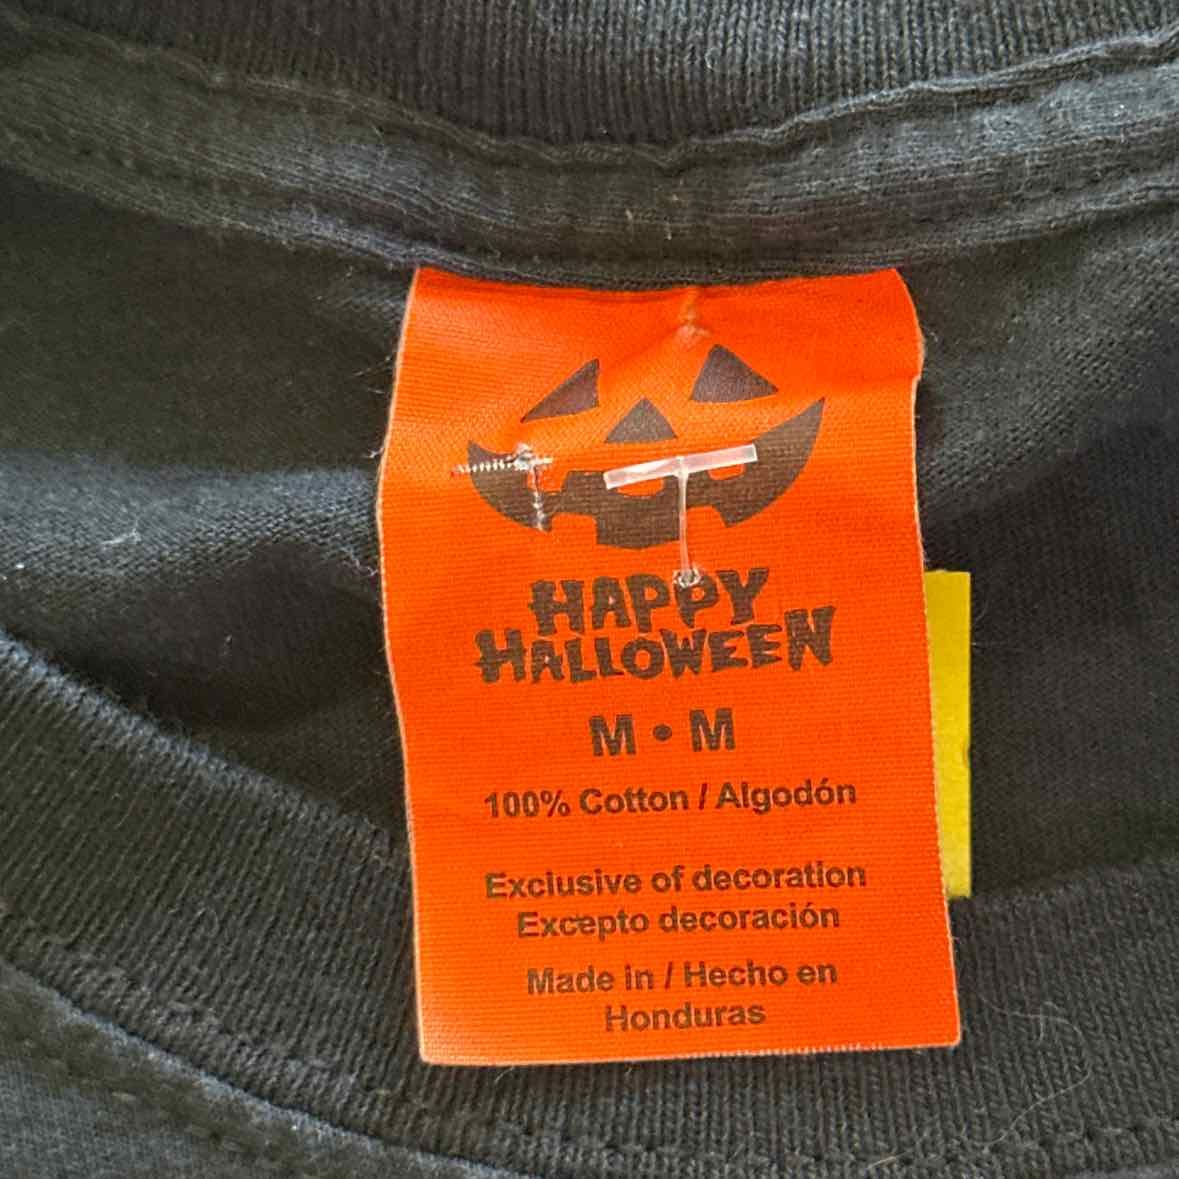 HAPPY
HALLOWEEN
M • M
100% Cotton / Algodón
Exclusive of decoration
Excepto decoración
Made in / Hecho en
Honduras